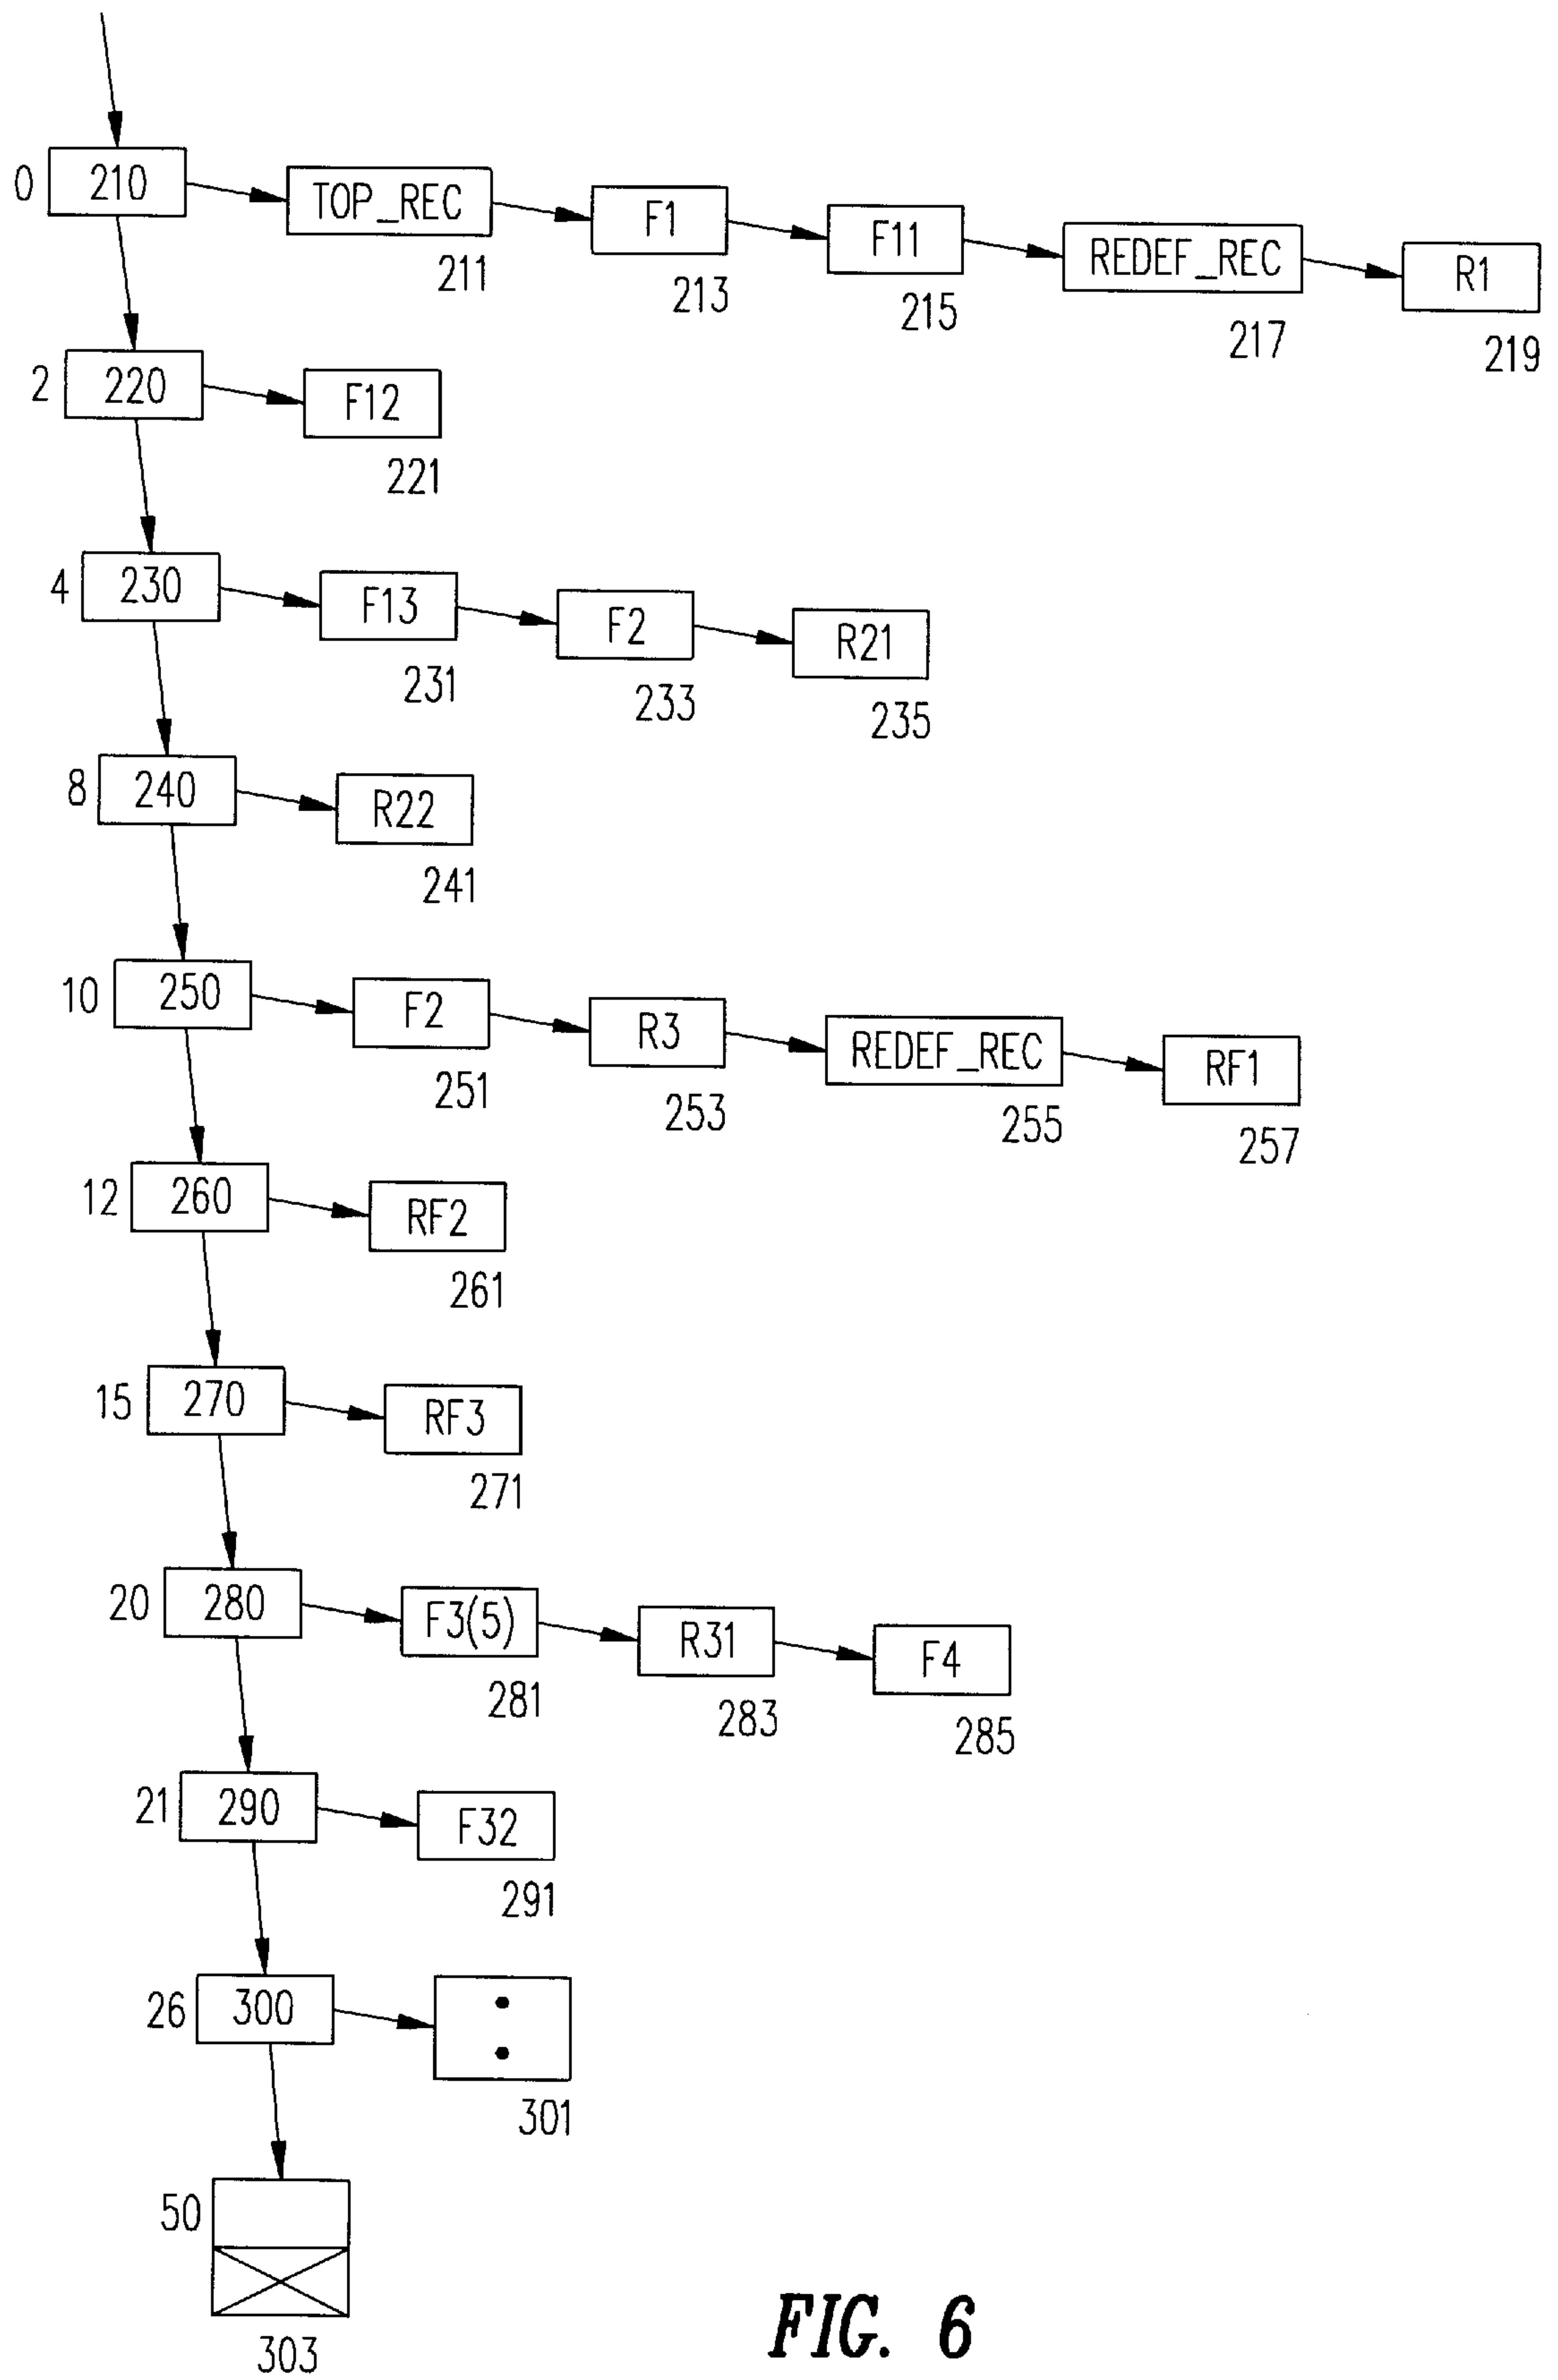 0 210 TOP_REC F1 F11 REDEF_REC R1
211 213 215 217 219
2 220 F12
221
4 230 F13 F2 R21
231 233 235
8 240 R22
241
10 250 F2 R3 REDEF_REC RF1
251 253 255 257
12 260 RF2
261
15 270 RF3
271
20 280 F3(5) R31 F4
281 283 285
21 290 F32
291
26 300
301
50
303
FIG. 6